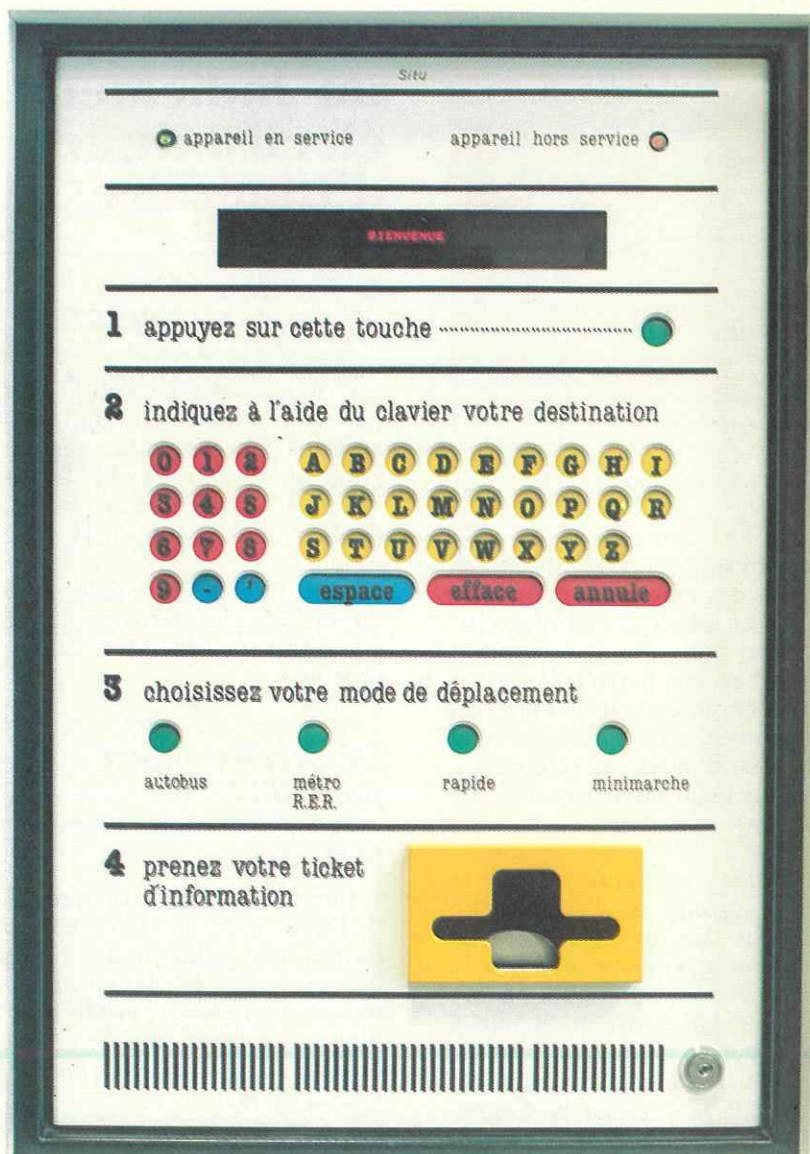 Situ
appareil en service appareil hors service
BIENVENUE
1 appuyez sur cette touche
2 indiquez à l'aide du clavier votre destination
0 1 2 A B C D E F G H I
3 4 5 J K L M N O P Q R
6 7 8 S T U V W X Y Z
9 - ' espace efface annule
3 choisissez votre mode de déplacement
autobus métro rapide minimarche
R.E.R.
4 prenez votre ticket
d'information